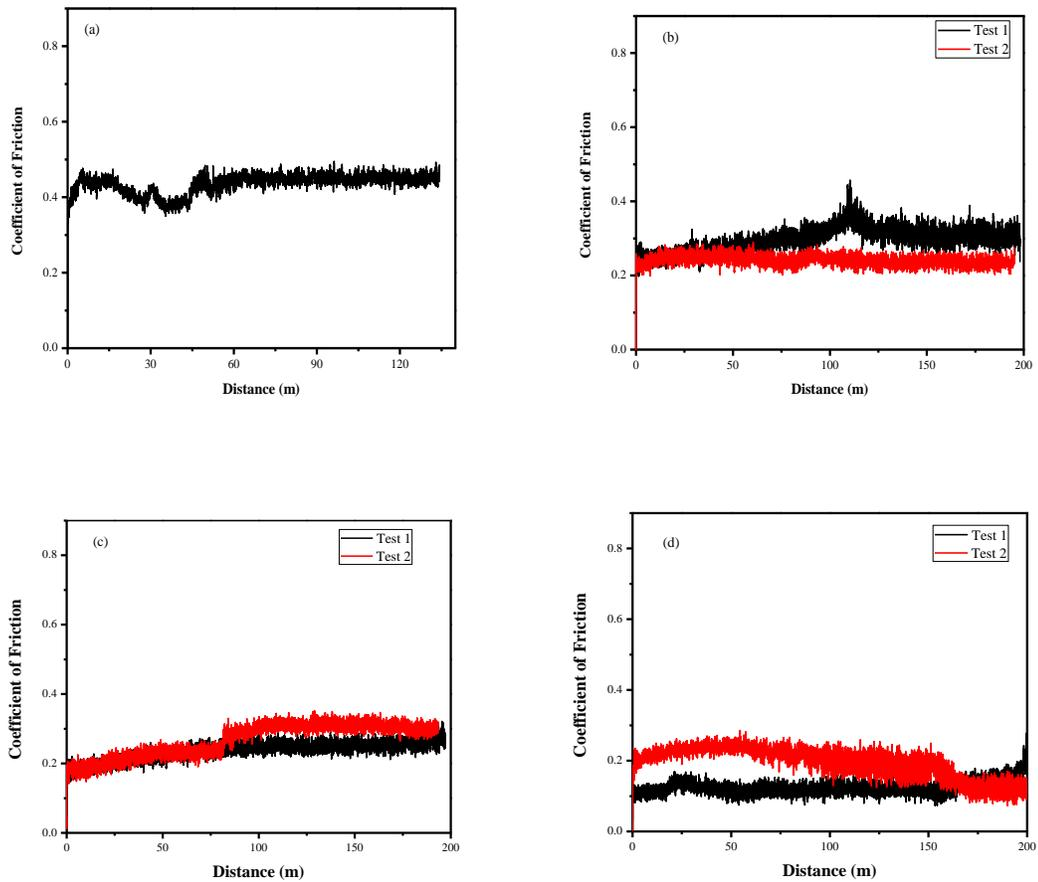 (a)
0.8
0.6
0.4
0.2
0.0
Coefficient of Friction
0 30 60 90 120
Distance (m)
(b)
Test 1
Test 2
0.8
0.6
0.4
0.2
0.0
Coefficient of Friction
0 50 100 150 200
Distance (m)
(c)
Test 1
Test 2
0.8
0.6
0.4
0.2
0.0
Coefficient of Friction
0 50 100 150 200
Distance (m)
(d)
Test 1
Test 2
0.8
0.6
0.4
0.2
0.0
Coefficient of Friction
0 50 100 150 200
Distance (m)